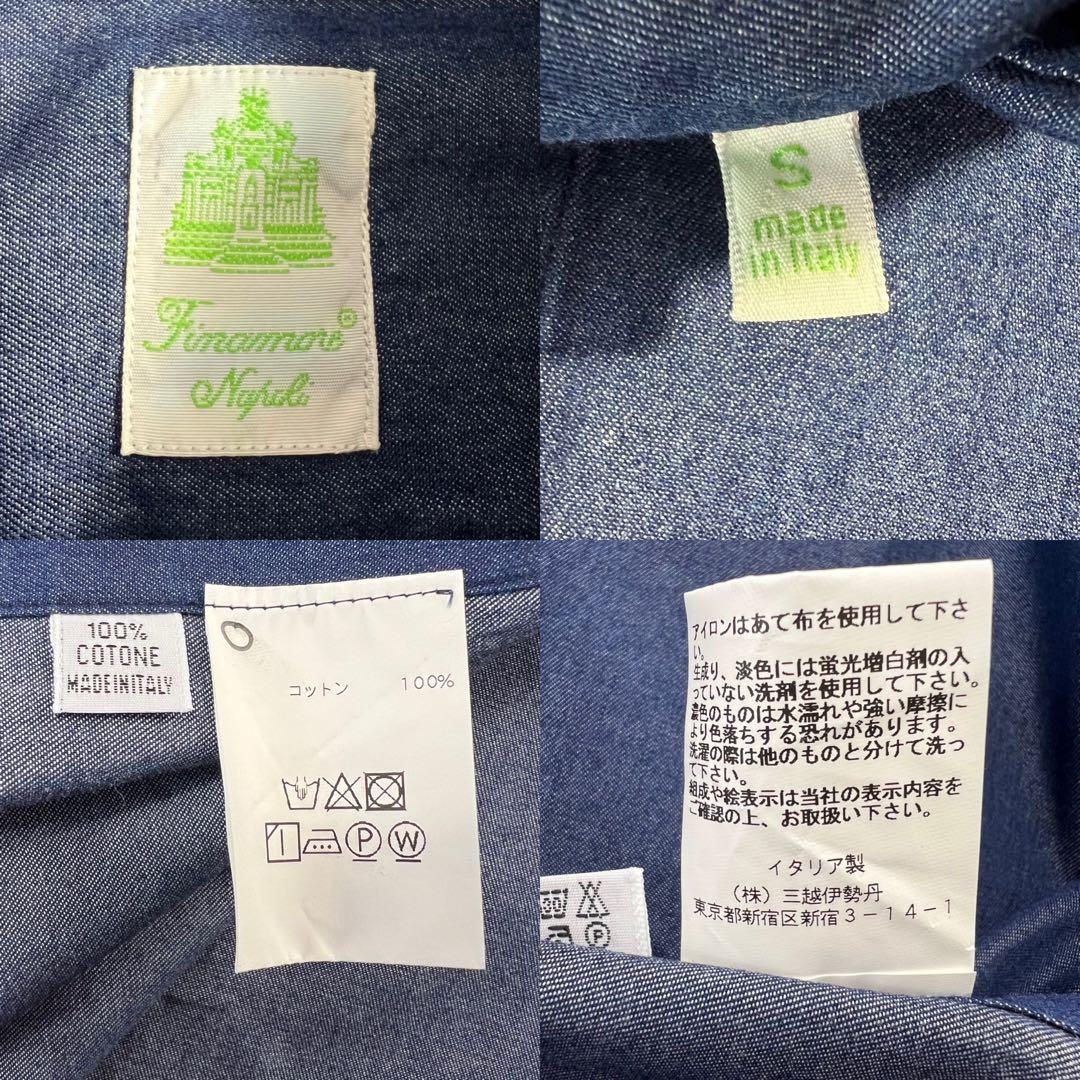 Finamore®
Napoli
S
made
in Italy
100%
COTONE
MADEINITALY
コットン 100%
P W
アイロンはあて布を使用して下さ
い。
生成り、淡色には蛍光増白剤の入
っていない洗剤を使用して下さい。
濃色のものは水濡れや強い摩擦に
より色落ちする恐れがあります。
洗濯の際は他のものと分けて洗っ
て下さい。
組成や絵表示は当社の表示内容を
ご確認の上、お取扱い下さい。
イタリア製
（株）三越伊勢丹
東京都新宿区新宿３－１４－１
P